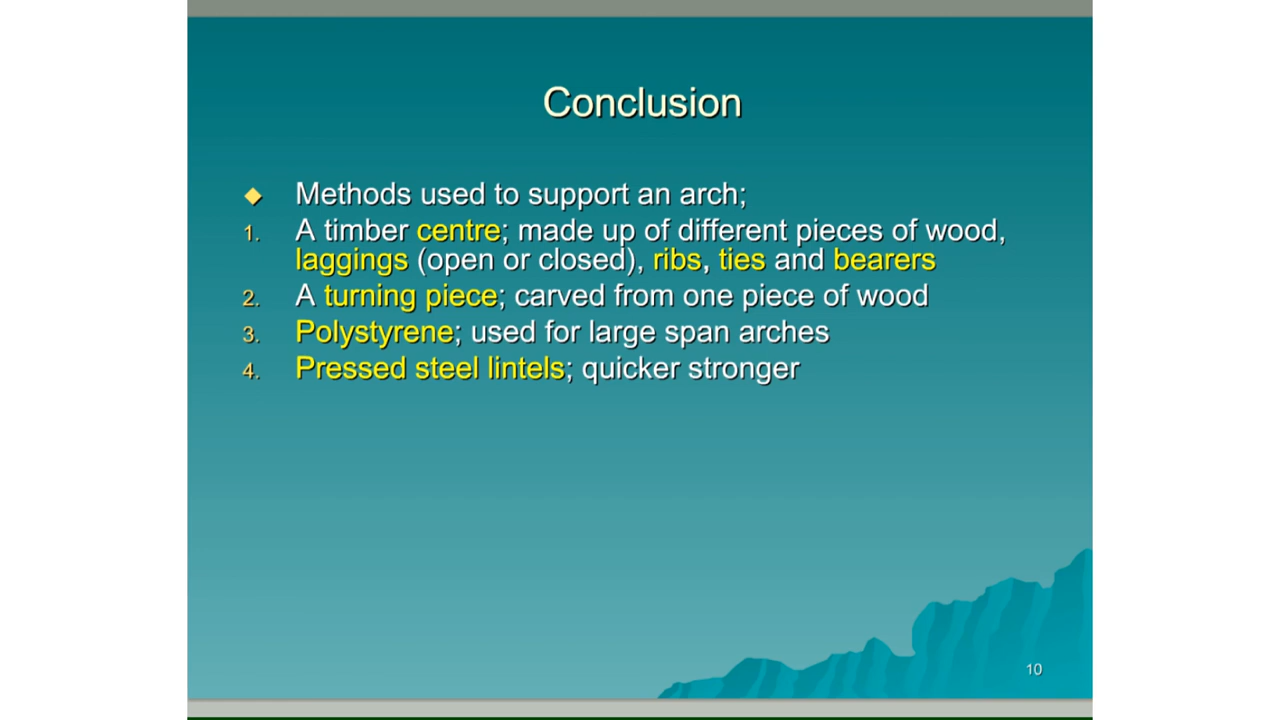 Conclusion
Methods used to support an arch;
1. A timber centre; made up of different pieces of wood,
laggings (open or closed), ribs, ties and bearers
2. A turning piece; carved from one piece of wood
3. Polystyrene; used for large span arches
4. Pressed steel lintels; quicker stronger
10